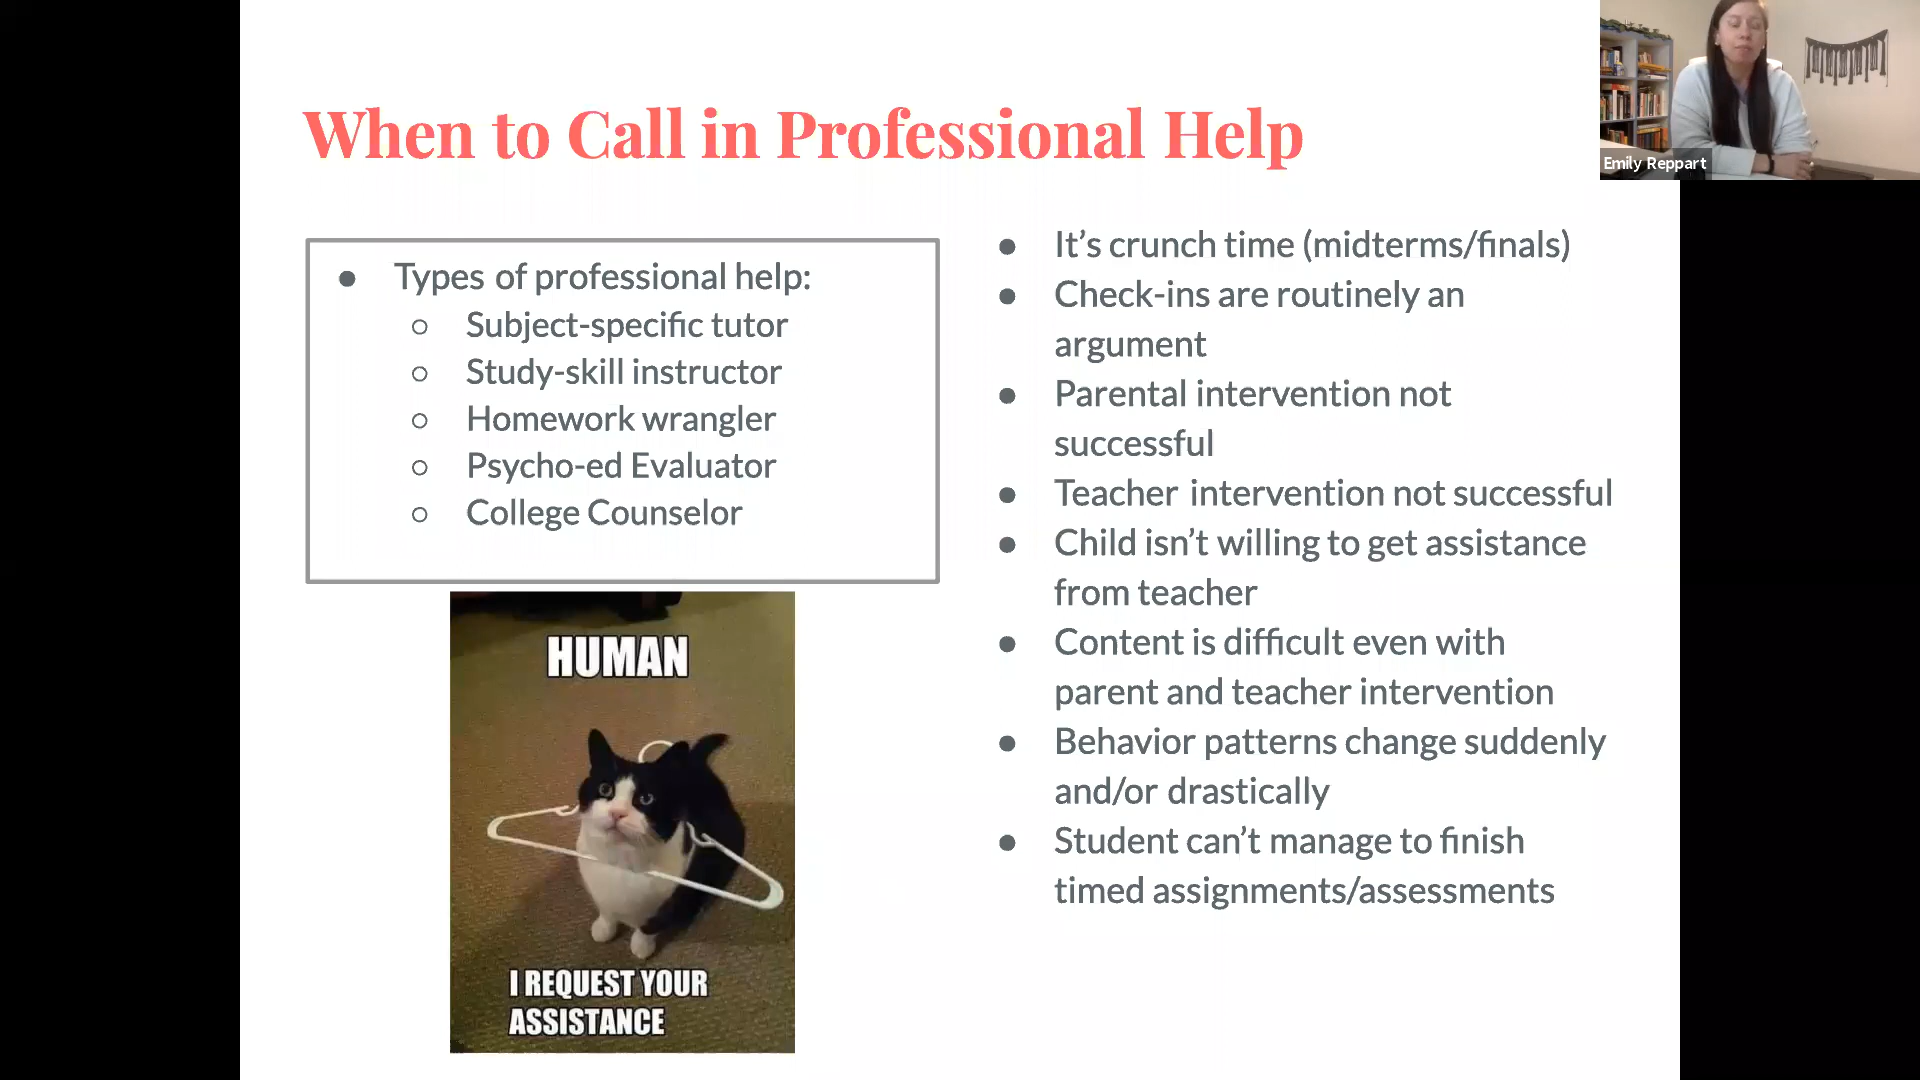 When to Call in Professional Help
Emily Reppart
● Types of professional help:
○ Subject-specific tutor
○ Study-skill instructor
○ Homework wrangler
○ Psycho-ed Evaluator
○ College Counselor
HUMAN
I REQUEST YOUR
ASSISTANCE
● It’s crunch time (midterms/finals)
● Check-ins are routinely an
argument
● Parental intervention not
successful
● Teacher intervention not successful
● Child isn’t willing to get assistance
from teacher
● Content is difficult even with
parent and teacher intervention
● Behavior patterns change suddenly
and/or drastically
● Student can’t manage to finish
timed assignments/assessments